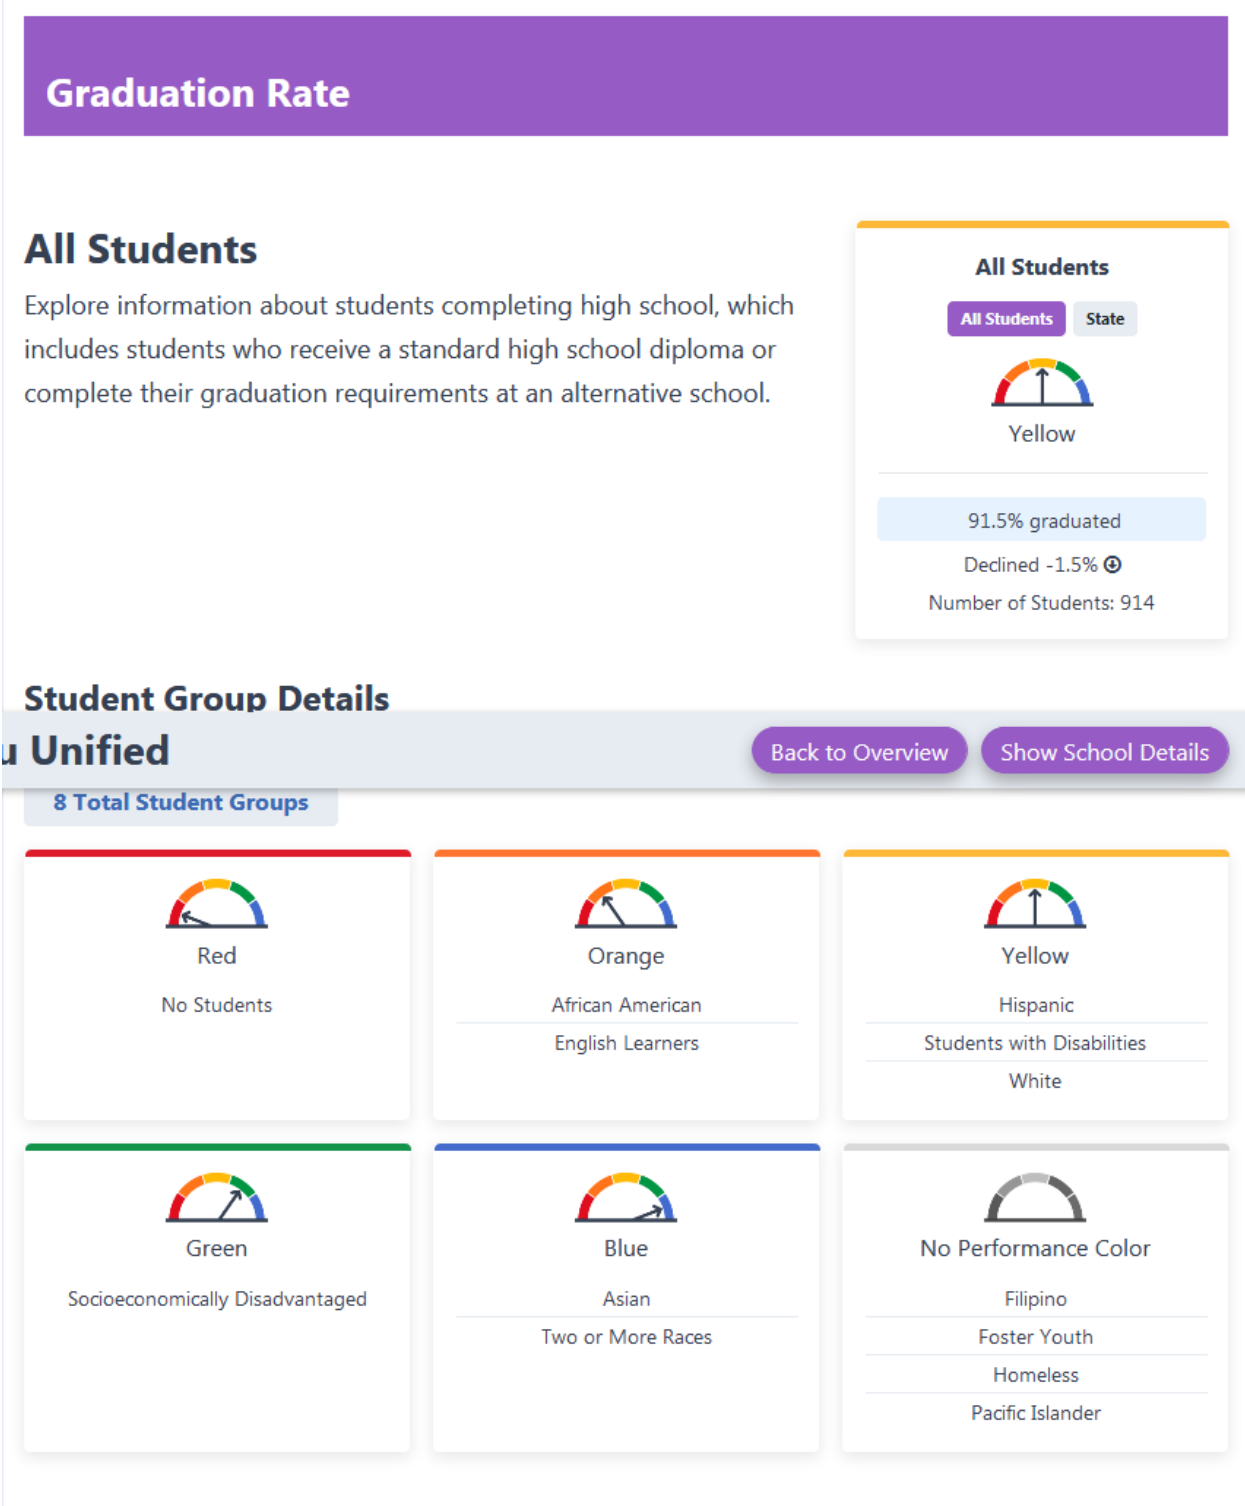 Graduation Rate
All Students
Explore information about students completing high school, which
includes students who receive a standard high school diploma or
complete their graduation requirements at an alternative school.
All Students
All Students State
Yellow
91.5% graduated
Declined -1.5%
Number of Students: 914
Student Group Details
u Unified
Back to Overview
Show School Details
8 Total Student Groups
Red
No Students
Orange
African American
English Learners
Yellow
Hispanic
Students with Disabilities
White
Green
Socioeconomically Disadvantaged
Blue
Asian
Two or More Races
No Performance Color
Filipino
Foster Youth
Homeless
Pacific Islander